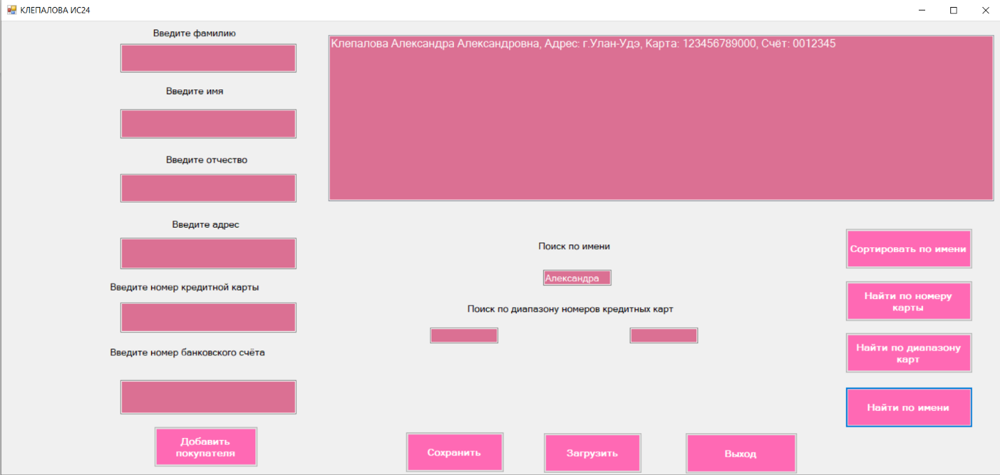 КЛЕПАЛОВА ИС24
Введите фамилию
Введите имя
Введите отчество
Введите адрес
Введите номер кредитной карты
Введите номер банковского счёта
Добавить
покупателя
Клепалова Александра Александровна, Адрес: г.Улан-Удэ, Карта: 123456789000, Счёт: 0012345
Поиск по имени
Александра
Поиск по диапазону номеров кредитных карт
Сортировать по имени
Найти по номеру
карты
Найти по диапазону
карт
Найти по имени
Сохранить
Загрузить
Выход